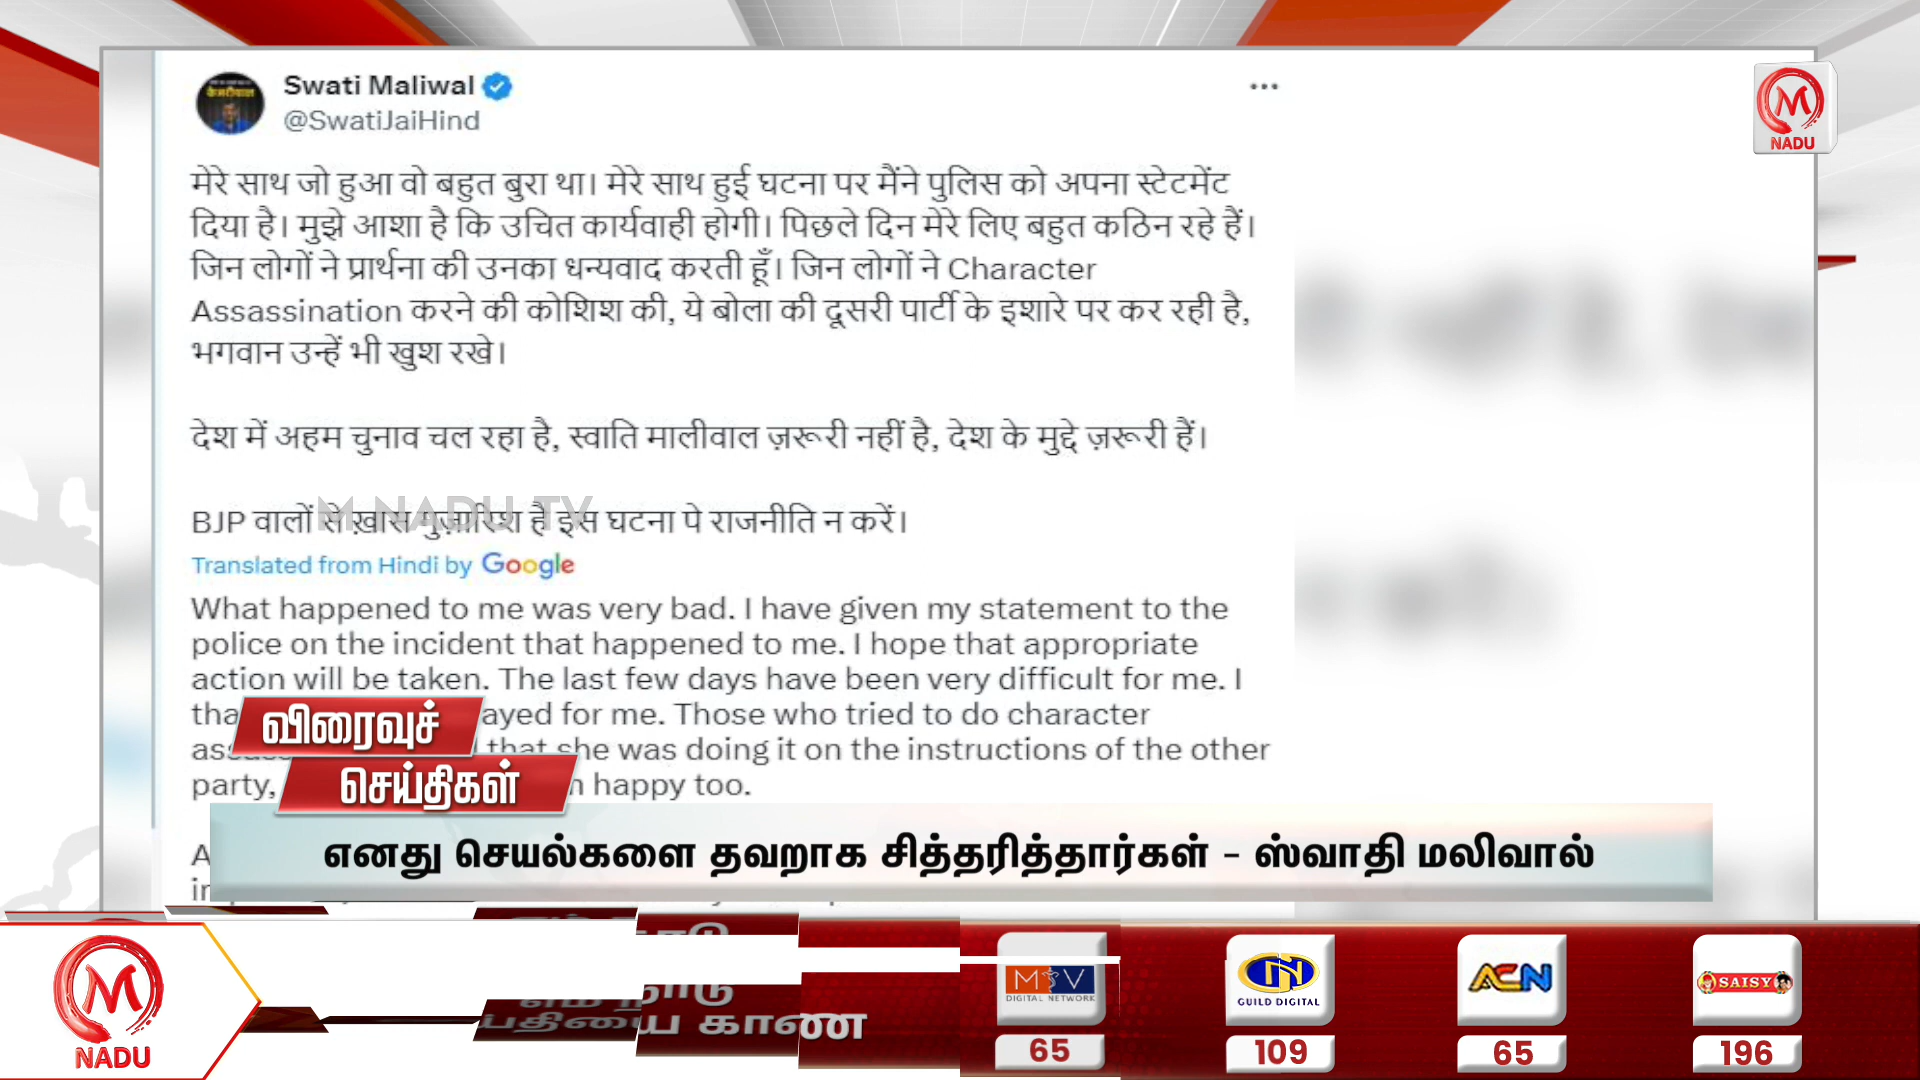 Swati Maliwal
@SwatiJaiHind
मेरे साथ जो हुआ वो बहुत बुरा था। मेरे साथ हुई घटना पर मैंने पुलिस को अपना स्टेटमेंट
दिया है। मुझे आशा है कि उचित कार्यवाही होगी। पिछले दिन मेरे लिए बहुत कठिन रहे हैं।
जिन लोगों ने प्रार्थना की उनका धन्यवाद करती हूँ। जिन लोगों ने Character
Assassination करने की कोशिश की, ये बोला की दूसरी पार्टी के इशारे पर कर रही है,
भगवान उन्हें भी खुश रखे।
देश में अहम चुनाव चल रहा है, स्वाति मालीवाल ज़रूरी नहीं है, देश के मुद्दे ज़रूरी हैं।
BJP वालों से ख़ास गुज़ारिश है इस घटना पे राजनीति न करें।
M NADU TV
Translated from Hindi by Google
What happened to me was very bad. I have given my statement to the
police on the incident that happened to me. I hope that appropriate
action will be taken. The last few days have been very difficult for me. I
for me. Those who tried to do character
that she was doing it on the instructions of the other
party, happy too.
விரைவுச்
செய்திகள்
எனது செயல்களை தவறாக சித்தரித்தார்கள் - ஸ்வாதி மலிவால்
M
NADU
M
NADU
காண
MSV
DIGITAL NETWORK
65
GUILD DIGITAL
109
ACN
65
SAISY
196